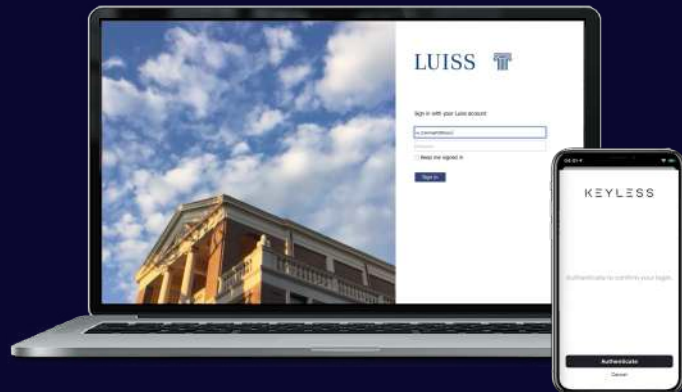 LUISS
Sign in with your Luiss account
Keep me signed in
Sign in
KEYLESS
Authenticate to confirm your login.
Authenticate
Cancel